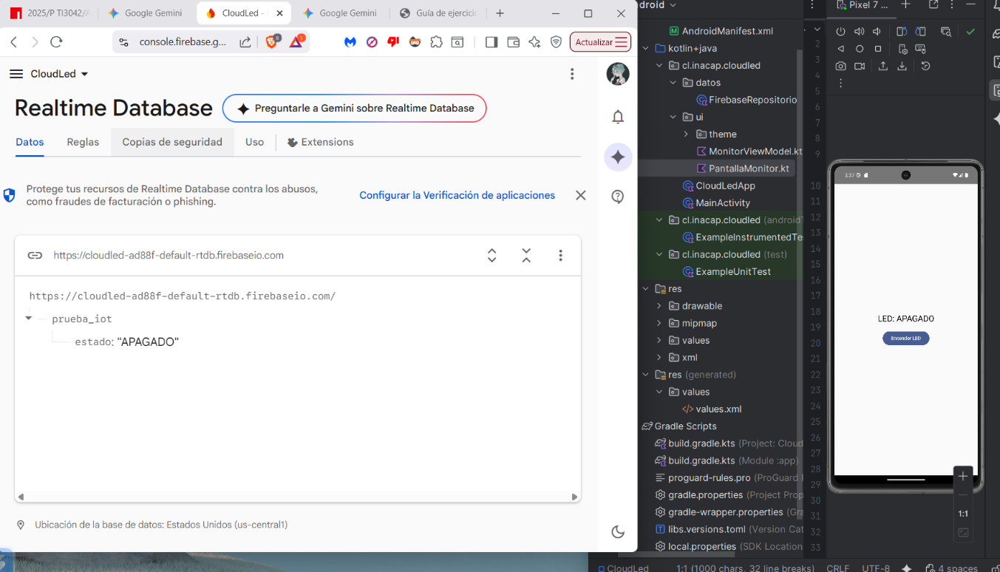 2025/P TI3042/A
Google Gemini
CloudLed -
Google Gemini
Guía de ejercici
console.firebase.g...
8
1
Actualizar
CloudLed
Realtime Database
Preguntarle a Gemini sobre Realtime Database
Datos
Reglas
Copias de seguridad
Uso
Extensions
Protege tus recursos de Realtime Database contra los abusos,
como fraudes de facturación o phishing.
Configurar la Verificación de aplicaciones
https://cloudled-ad88f-default-rtdb.firebaseio.com
https://cloudled-ad88f-default-rtdb.firebaseio.com/
prueba_iot
estado: "APAGADO"
Ubicación de la base de datos: Estados Unidos (us-central1)
droid
AndroidManifest.xml
kotlin+java
cl.inacap.cloudled
datos
FirebaseRepositorio
ui
theme
MonitorViewModel.kt
PantallaMonitor.kt
CloudLedApp
MainActivity
cl.inacap.cloudled (android
ExampleInstrumentedTe
cl.inacap.cloudled (test)
ExampleUnitTest
res
drawable
mipmap
values
xml
res (generated)
values
values.xml
Gradle Scripts
build.gradle.kts (Project: Cloud
build.gradle.kts (Module :app)
proguard-rules.pro (ProGuard
gradle.properties (Project Prop
gradle-wrapper.properties (Gra
libs.versions.toml (Version Cat
local.properties (SDK Location
2
3
4
5
6
7
8
9
10
11
12
13
14
15
16
17
18
19
20
21
22
23
24
25
26
27
28
29
30
31
32
33
Pixel 7 ...
2:37
LED: APAGADO
Encender LED
1:1
CloudLed
1:1 (1000 chars, 32 line breaks)
CRLF
UTF-8
4 spaces